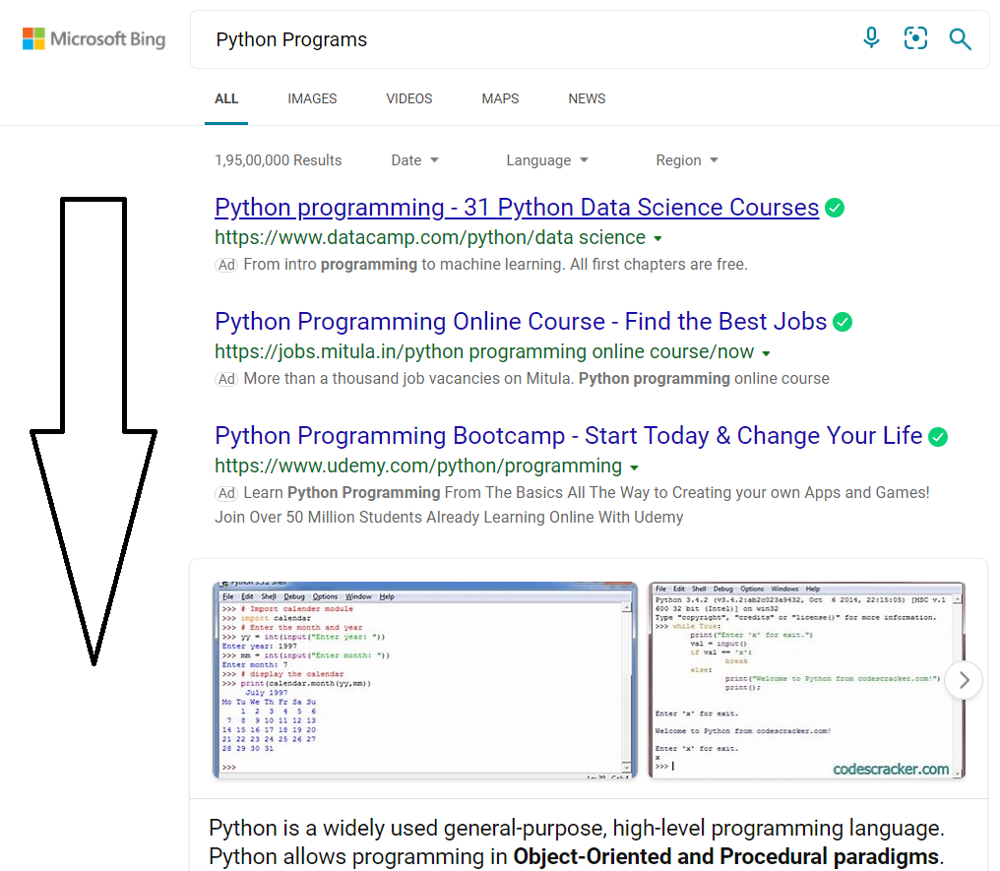 Microsoft Bing
Python Programs
ALL IMAGES VIDEOS MAPS NEWS
1,95,00,000 Results Date Language Region
Python programming - 31 Python Data Science Courses
https://www.datacamp.com/python/data science
Ad From intro programming to machine learning. All first chapters are free.
Python Programming Online Course - Find the Best Jobs
https://jobs.mitula.in/python programming online course/now
Ad More than a thousand job vacancies on Mitula. Python programming online course
Python Programming Bootcamp - Start Today & Change Your Life
https://www.udemy.com/python/programming
Ad Learn Python Programming From The Basics All The Way to Creating your own Apps and Games!
Join Over 50 Million Students Already Learning Online With Udemy
File Edit Shell Debug Options Window Help
>>> # Import calender module
>>> import calendar
>>> # Enter the month and year
>>> yy = int(input("Enter year: "))
Enter year: 1997
>>> mm = int(input("Enter month: "))
Enter month: 7
>>> # display the calendar
>>> print(calendar.month(yy,mm))
July 1997
Mo Tu We Th Fr Sa Su
1 2 3 4 5 6
7 8 9 10 11 12 13
14 15 16 17 18 19 20
21 22 23 24 25 26 27
28 29 30 31
>>>
File Edit Shell Debug Options Windows Help
Python 3.4.2 (v3.4.2:ab2c023a9432, Oct 6 2014, 22:15:05) [MSC v.1
600 32 bit (Intel)] on win32
Type "copyright", "credits" or "license()" for more information.
>>> while True:
print("Enter 'x' for exit.")
val = input()
if val == 'x':
break
else:
print("Welcome to Python from codescracker.com!")
print();
Enter 'x' for exit.
Welcome to Python from codescracker.com!
Enter 'x' for exit.
x
>>>
codescracker.com
Python is a widely used general-purpose, high-level programming language.
Python allows programming in Object-Oriented and Procedural paradigms.